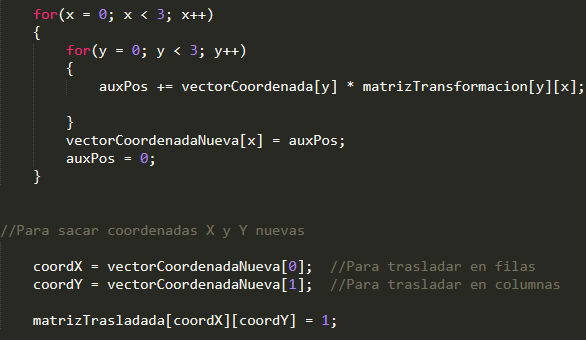 for(x = 0; x < 3; x++)
{
for(y = 0; y < 3; y++)
{
auxPos += vectorCoordenada[y] * matrizTransformacion[y][x];
}
vectorCoordenadaNueva[x] = auxPos;
auxPos = 0;
}
//Para sacar coordenadas X y Y nuevas
coordX = vectorCoordenadaNueva[0];  //Para trasladar en filas
coordY = vectorCoordenadaNueva[1];  //Para trasladar en columnas
matrizTrasladada[coordX][coordY] = 1;